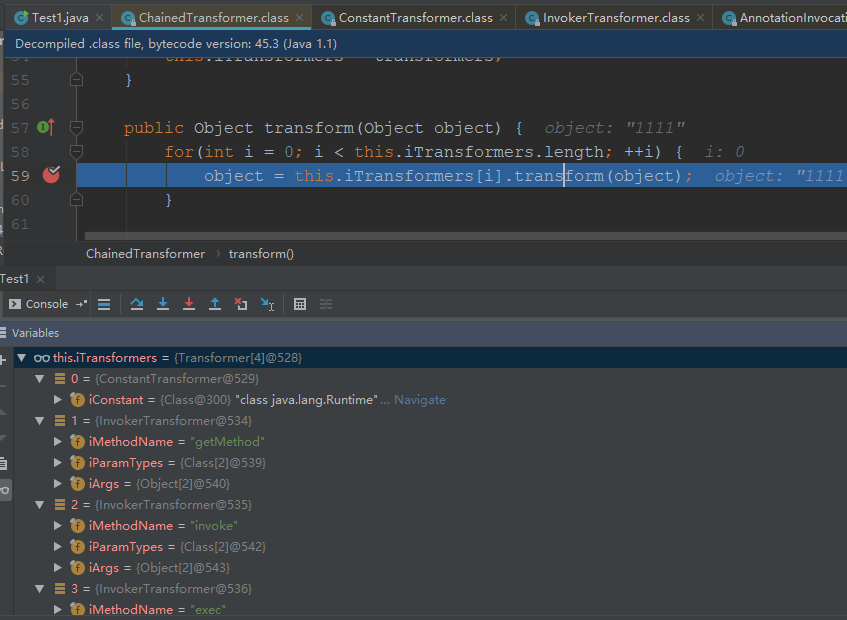 Test1.java × ChainedTransformer.class × ConstantTransformer.class × InvokerTransformer.class × AnnotationInvocati
Decompiled .class file, bytecode version: 45.3 (Java 1.1)
this.iTransformers = transformers;
55 }
56
57 public Object transform(Object object) { object: "1111"
58 for(int i = 0; i < this.iTransformers.length; ++i) { i: 0
59 object = this.iTransformers[i].transform(object); object: "1111
60 }
61
ChainedTransformer › transform()
Test1 ×
Console
Variables
this.iTransformers = {Transformer[4]@528}
0 = {ConstantTransformer@529}
iConstant = {Class@300} "class java.lang.Runtime" ... Navigate
1 = {InvokerTransformer@534}
iMethodName = "getMethod"
iParamTypes = {Class[2]@539}
iArgs = {Object[2]@540}
2 = {InvokerTransformer@535}
iMethodName = "invoke"
iParamTypes = {Class[2]@542}
iArgs = {Object[2]@543}
3 = {InvokerTransformer@536}
iMethodName = "exec"